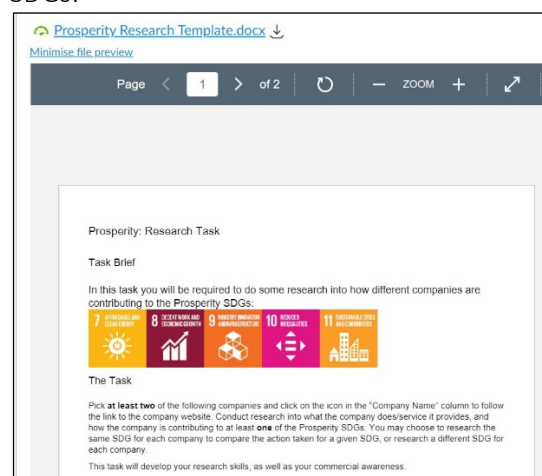 SDGs.
Prosperity Research Template.docx
Minimise file preview
Page < 1 > of 2 — ZOOM +
Prosperity: Research Task
Task Brief
In this task you will be required to do some research into how different companies are
contributing to the Prosperity SDGs:
7 AFFORDABLE AND CLEAN ENERGY 8 DECENT WORK AND ECONOMIC GROWTH 9 INDUSTRY, INNOVATION AND INFRASTRUCTURE 10 REDUCED INEQUALITIES 11 SUSTAINABLE CITIES AND COMMUNITIES
The Task
Pick at least two of the following companies and click on the icon in the "Company Name" column to follow
the link to the company website. Conduct research into what the company does/service it provides, and
how the company is contributing to at least one of the Prosperity SDGs. You may choose to research the
same SDG for each company to compare the action taken for a given SDG, or research a different SDG for
each company.
This task will develop your research skills, as well as your commercial awareness.